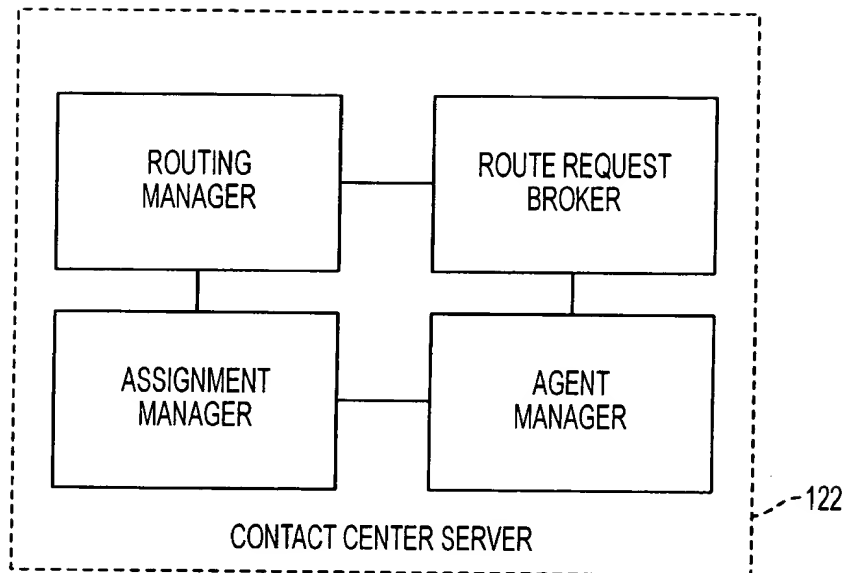 ROUTING
MANAGER
ROUTE REQUEST
BROKER
ASSIGNMENT
MANAGER
AGENT
MANAGER
CONTACT CENTER SERVER
122